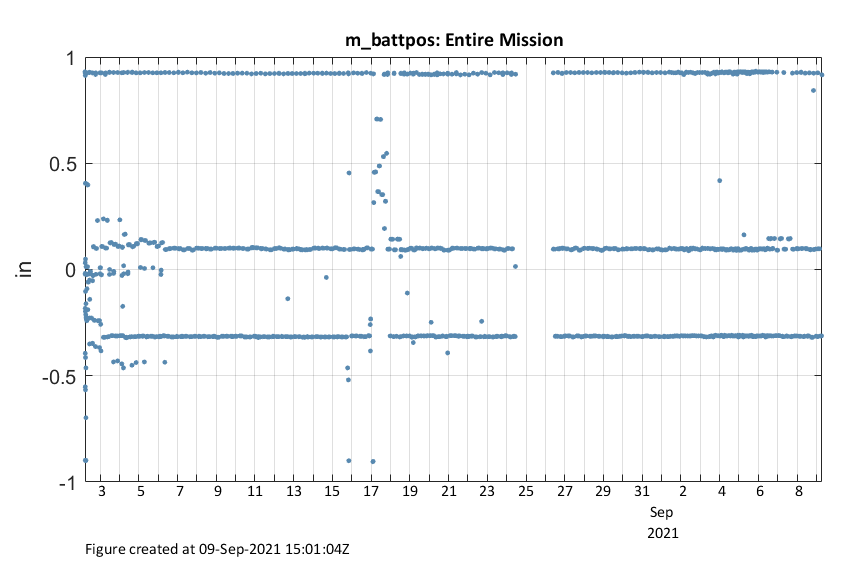 m_battpos: Entire Mission
1
0.5
0
-0.5
-1
in
3 5 7 9 11 13 15 17 19 21 23 25 27 29 31 2 4 6 8
Sep
2021
Figure created at 09-Sep-2021 15:01:04Z